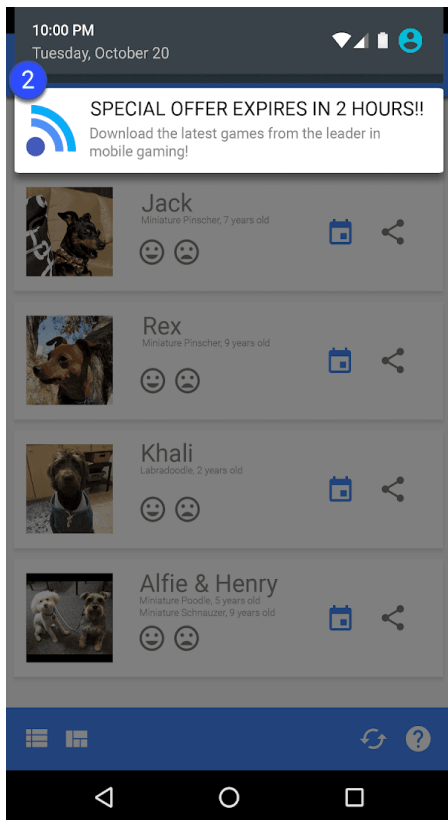 10:00 PM
Tuesday, October 20
2
SPECIAL OFFER EXPIRES IN 2 HOURS!!
Download the latest games from the leader in
mobile gaming!
Jack
Miniature Pinscher, 7 years old
Rex
Miniature Pinscher, 9 years old
Khali
Labradoodle, 2 years old
Alfie & Henry
Miniature Poodle, 5 years old
Miniature Schnauzer, 9 years old
?